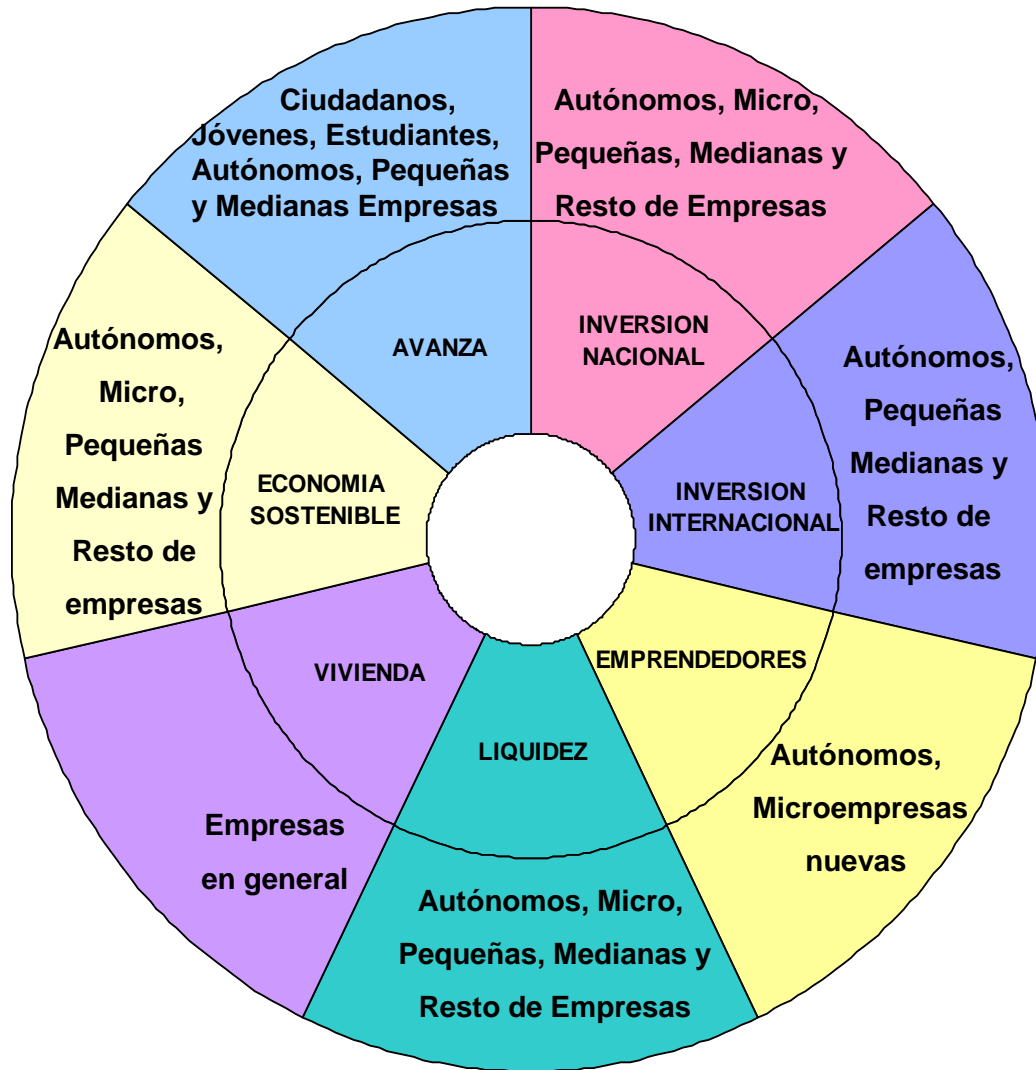 Ciudadanos,
Jóvenes, Estudiantes,
Autónomos, Pequeñas
y Medianas Empresas
AVANZA
Autónomos, Micro,
Pequeñas, Medianas y
Resto de Empresas
INVERSION
NACIONAL
Autónomos,
Pequeñas
Medianas y
Resto de
empresas
INVERSION
INTERNACIONAL
EMPRENDEDORES
Autónomos,
Microempresas
nuevas
LIQUIDEZ
Autónomos, Micro,
Pequeñas, Medianas y
Resto de Empresas
VIVIENDA
Empresas
en general
ECONOMIA
SOSTENIBLE
Autónomos,
Micro,
Pequeñas
Medianas y
Resto de
empresas